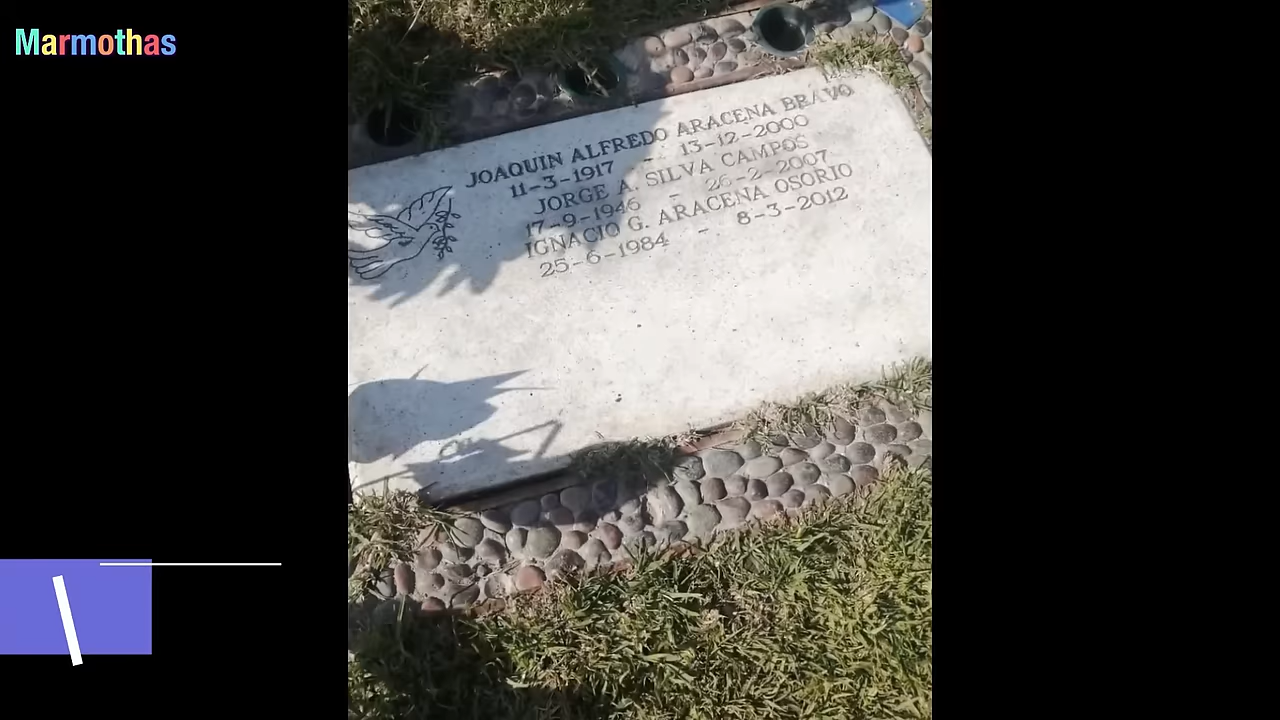 Marmothas
JOAQUIN ALFREDO ARACENA BRAVO
11-3-1917 - 13-12-2000
JORGE A. SILVA CAMPOS
17-9-1946 - 26-2-2007
IGNACIO G. ARACENA OSORIO
25-6-1984 - 8-3-2012